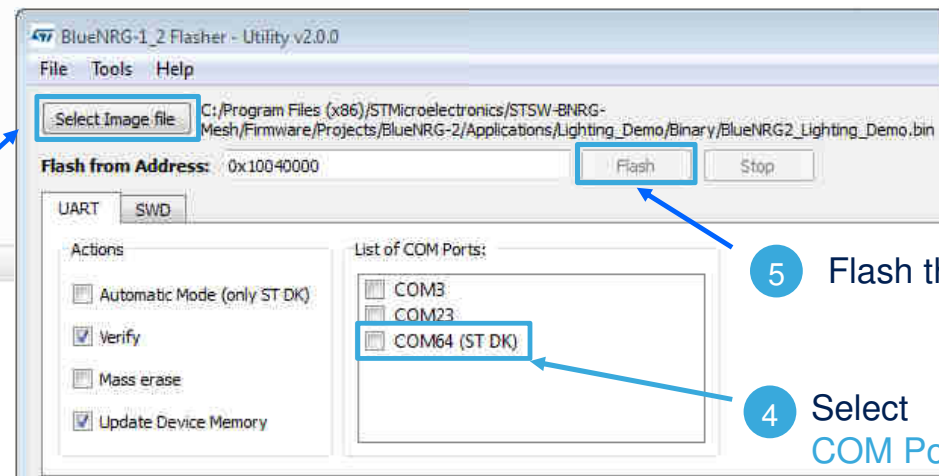 BlueNRG-1_2 Flasher - Utility v2.0.0
File Tools Help
Select Image file
C:/Program Files (x86)/STMicroelectronics/STSW-BNRG-
Mesh/Firmware/Projects/BlueNRG-2/Applications/Lighting_Demo/Binary/BlueNRG2_Lighting_Demo.bin
Flash from Address: 0x10040000 Flash Stop
UART SWD
Actions
Automatic Mode (only ST DK)
Verify
Mass erase
Update Device Memory
List of COM Ports:
COM3
COM23
COM64 (ST DK)
5 Flash th
4 Select
COM Po